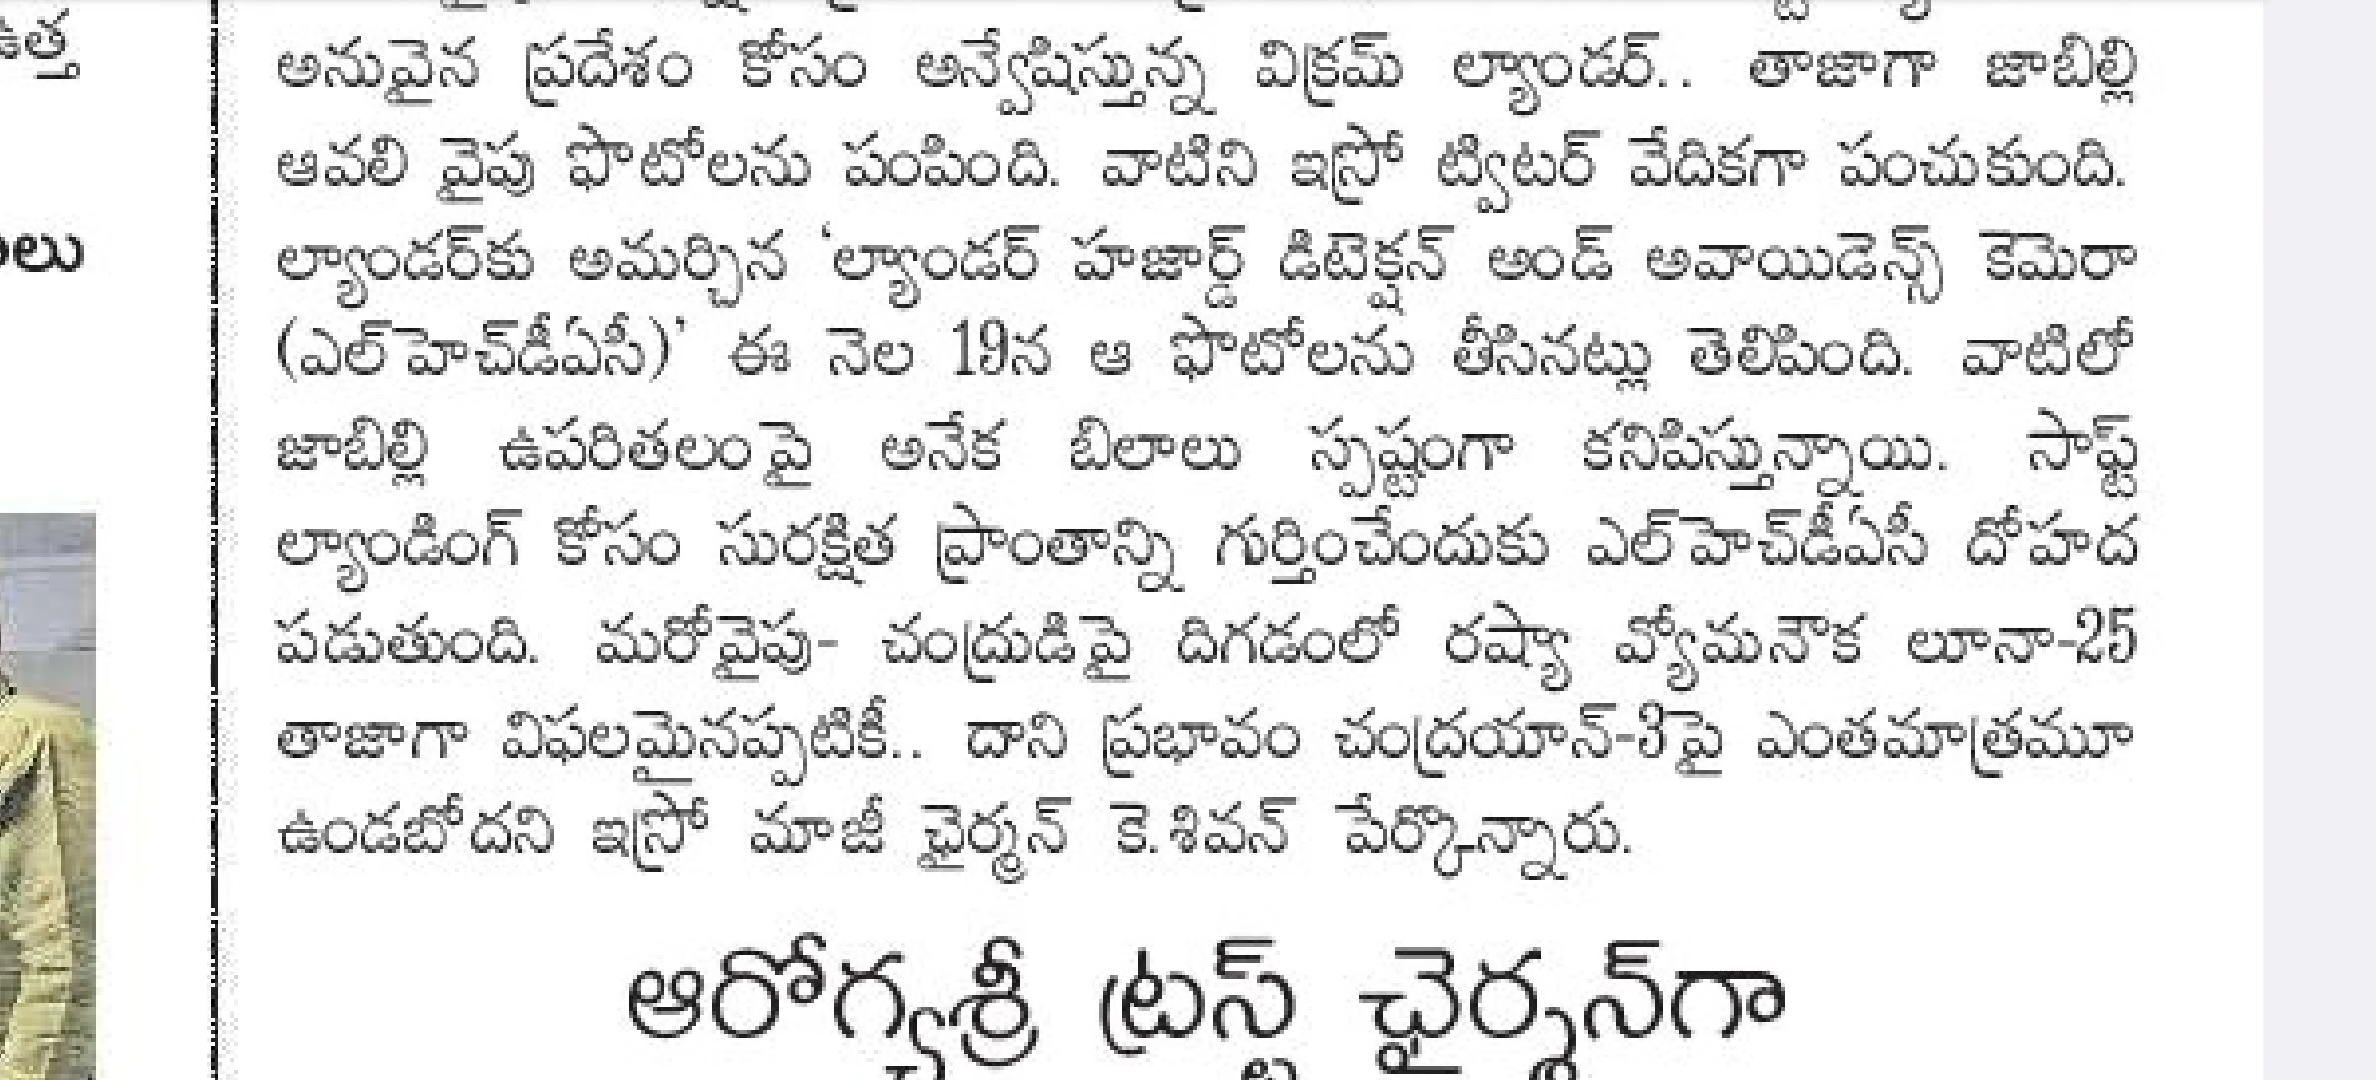 ఉత్త
అనువైన ప్రదేశం కోసం అన్వేషిస్తున్న విక్రమ్ ల్యాండర్.. తాజాగా జాబిల్లి
ఆవలి వైపు ఫొటోలను పంపింది. వాటిని ఇస్రో ట్విటర్ వేదికగా పంచుకుంది.
ల్యాండర్‌కు అమర్చిన ‘ల్యాండర్ హజార్డ్ డిటెక్షన్ అండ్ అవాయిడెన్స్ కెమెరా
(ఎల్‌హెచ్‌డీఏసీ)’ ఈ నెల 19న ఆ ఫొటోలను తీసినట్లు తెలిపింది. వాటిలో
జాబిల్లి ఉపరితలంపై అనేక బిలాలు స్పష్టంగా కనిపిస్తున్నాయి. సాఫ్ట్
ల్యాండింగ్ కోసం సురక్షిత ప్రాంతాన్ని గుర్తించేందుకు ఎల్‌హెచ్‌డీఏసీ దోహద
పడుతుంది. మరోవైపు- చంద్రుడిపై దిగడంలో రష్యా వ్యోమనౌక లూనా-25
తాజాగా విఫలమైనప్పటికీ.. దాని ప్రభావం చంద్రయాన్-3పై ఎంతమాత్రమూ
ఉండబోదని ఇస్రో మాజీ ఛైర్మన్ కె.శివన్ పేర్కొన్నారు.
ఆరోగ్యశ్రీ ట్రస్ట్ ఛైర్మన్‌గా